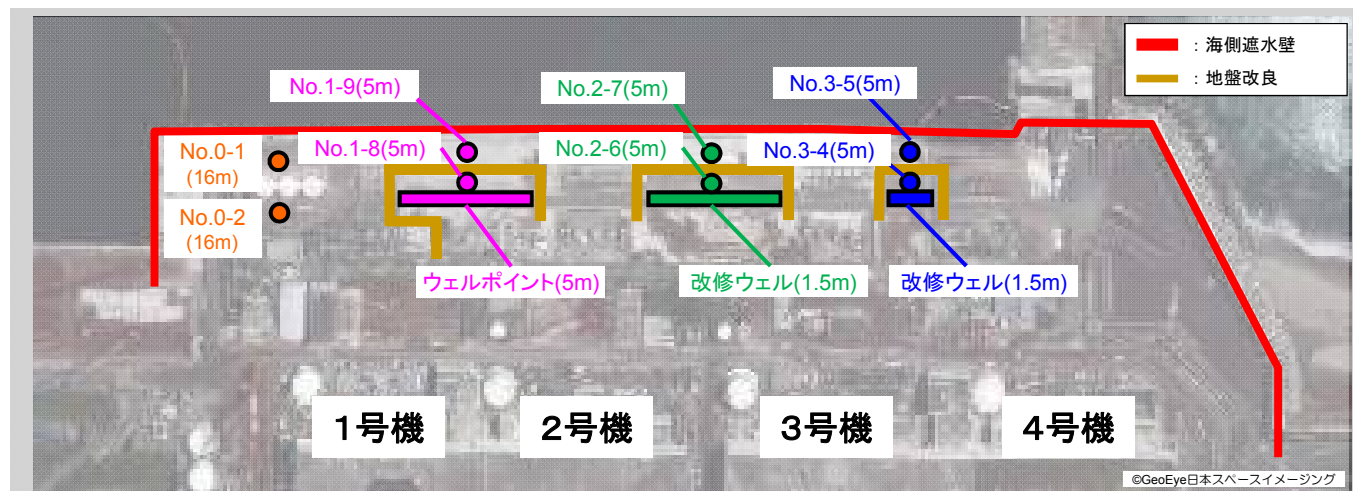 ：海側遮水壁
：地盤改良
No.1-9(5m)
No.2-7(5m)
No.3-5(5m)
No.0-1
(16m)
No.1-8(5m)
No.2-6(5m)
No.3-4(5m)
No.0-2
(16m)
ウェルポイント(5m)
改修ウェル(1.5m)
改修ウェル(1.5m)
１号機
２号機
３号機
４号機
©GeoEye日本スペースイメージング